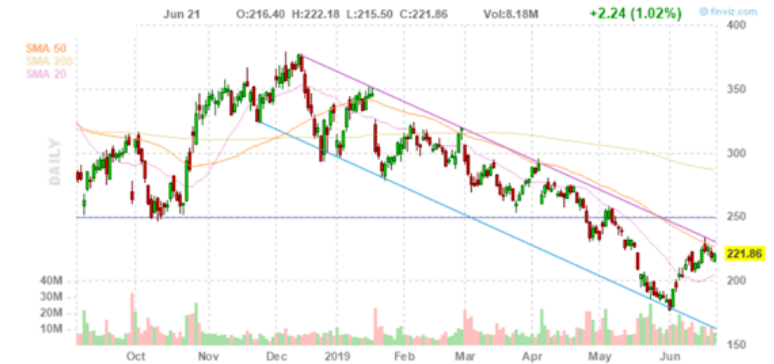 Jun 21 O:216.40 H:222.18 L:215.50 C:221.86 Vol:8.18M +2.24 (1.02%) finviz.com
SMA 50
SMA 200
SMA 20
DAILY
400
350
300
250
221.86
200
150
40M
30M
20M
10M
Oct Nov Dec 2019 Feb Mar Apr May Jun